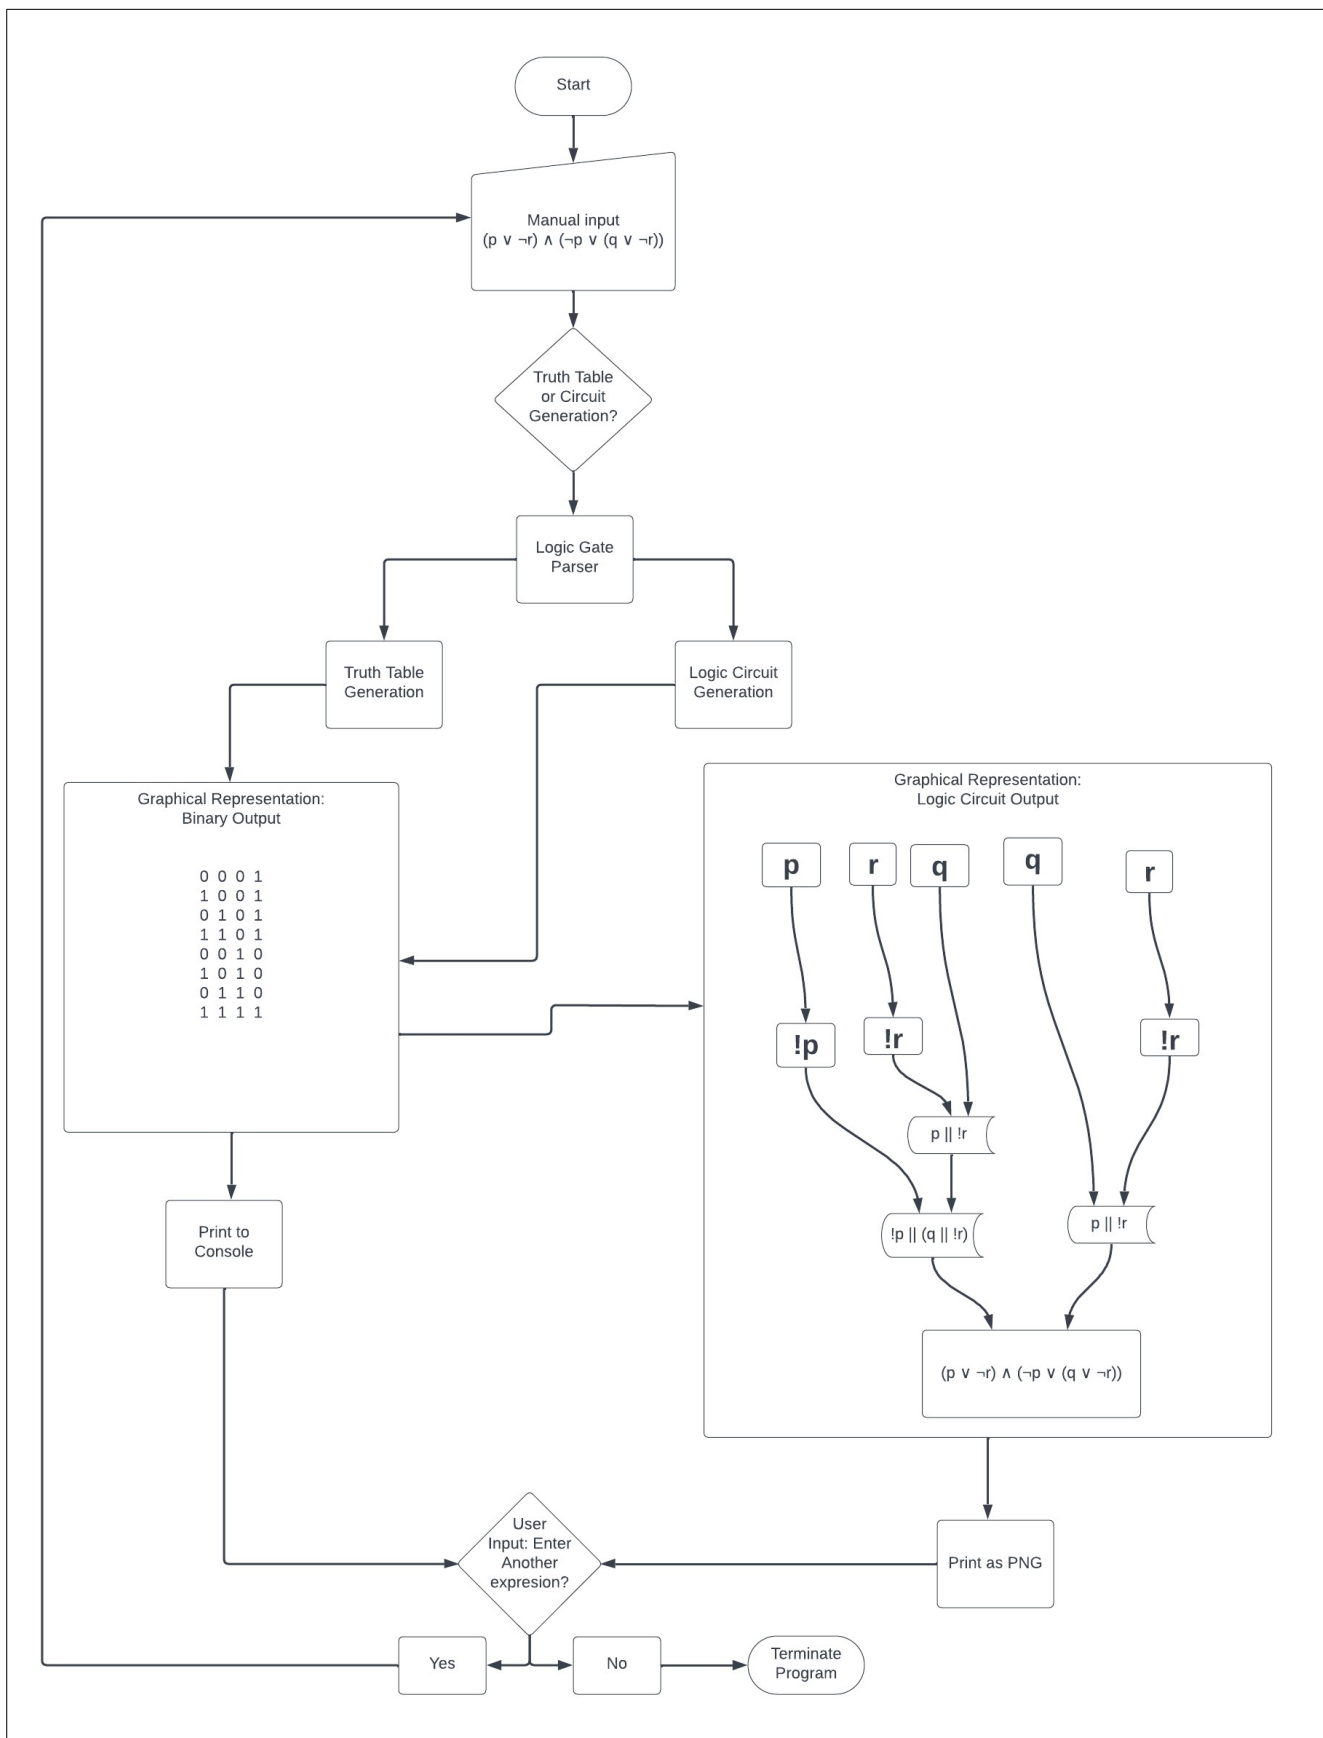 Start
Manual input
(p ∨ ¬r) ∧ (¬p ∨ (q ∨ ¬r))
Truth Table
or Circuit
Generation?
Logic Gate
Parser
Truth Table
Generation
Logic Circuit
Generation
Graphical Representation:
Binary Output
0 0 0 1
1 0 0 1
0 1 0 1
1 1 0 1
0 0 1 0
1 0 1 0
0 1 1 0
1 1 1 1
Graphical Representation:
Logic Circuit Output
p
r
q
q
r
!p
!r
!r
p || !r
!p || (q || !r)
p || !r
(p ∨ ¬r) ∧ (¬p ∨ (q ∨ ¬r))
Print to
Console
User
Input: Enter
Another
expresion?
Print as PNG
Yes
No
Terminate
Program